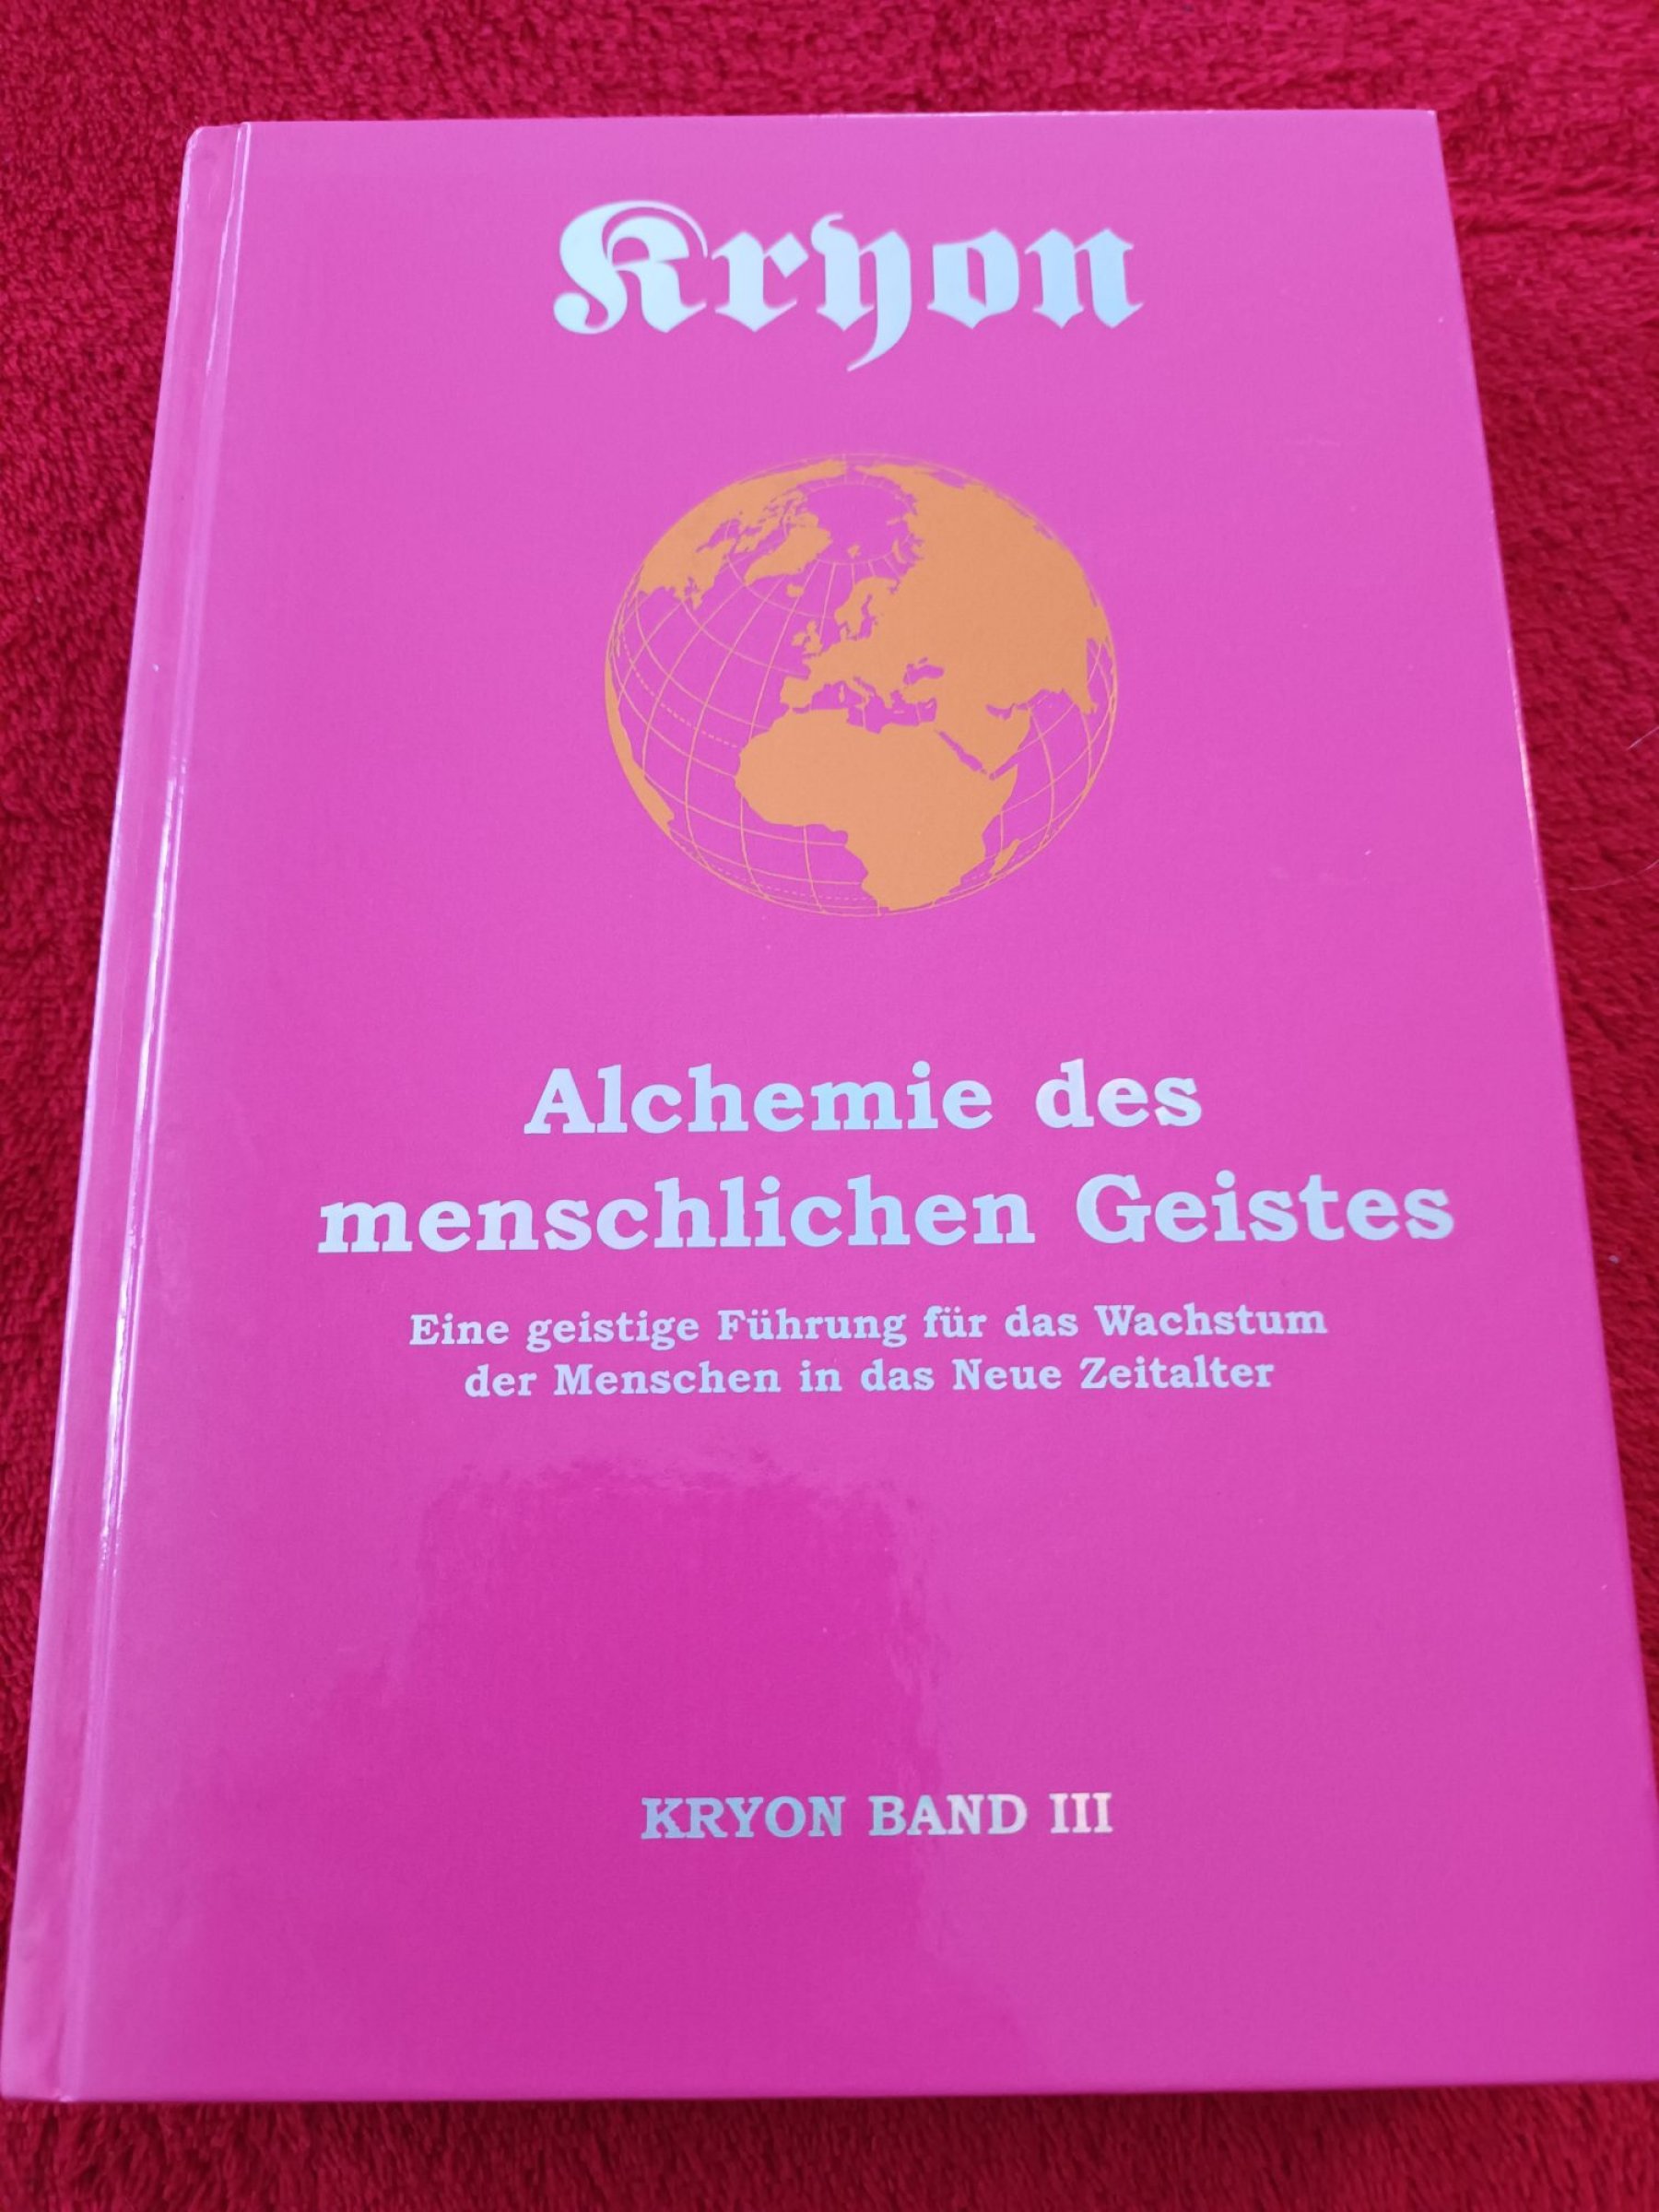 Kryon
Alchemie des
menschlichen Geistes
Eine geistige Führung für das Wachstum
der Menschen in das Neue Zeitalter
KRYON BAND III